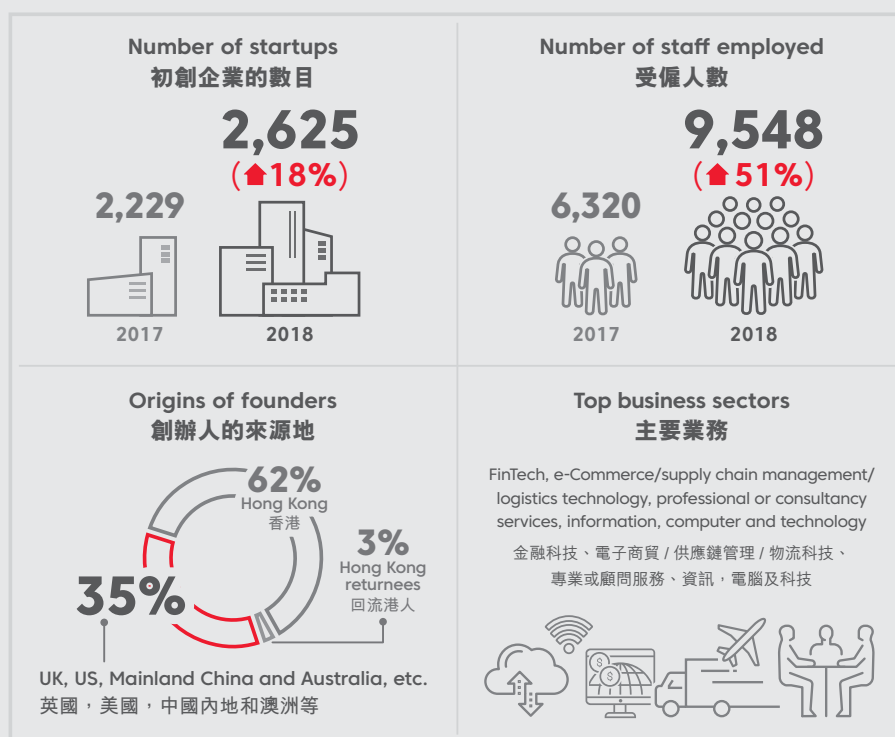 Number of startups
初創企業的數目
2,625
(18%)
2,229
2017
2018
Number of staff employed
受僱人數
9,548
(51%)
6,320
2017
2018
Origins of founders
創辦人的來源地
62%
Hong Kong
香港
3%
Hong Kong
returnees
回流港人
35%
UK, US, Mainland China and Australia, etc.
英國，美國，中國內地和澳洲等
Top business sectors
主要業務
FinTech, e-Commerce/supply chain management/
logistics technology, professional or consultancy
services, information, computer and technology
金融科技、電子商貿 / 供應鏈管理 / 物流科技、
專業或顧問服務、資訊，電腦及科技
$
$